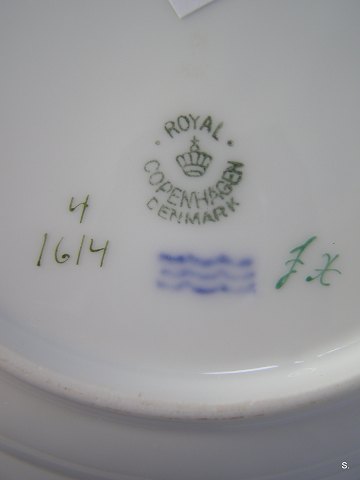 ROYAL
COPENHAGEN
DENMARK
4
1614
S.